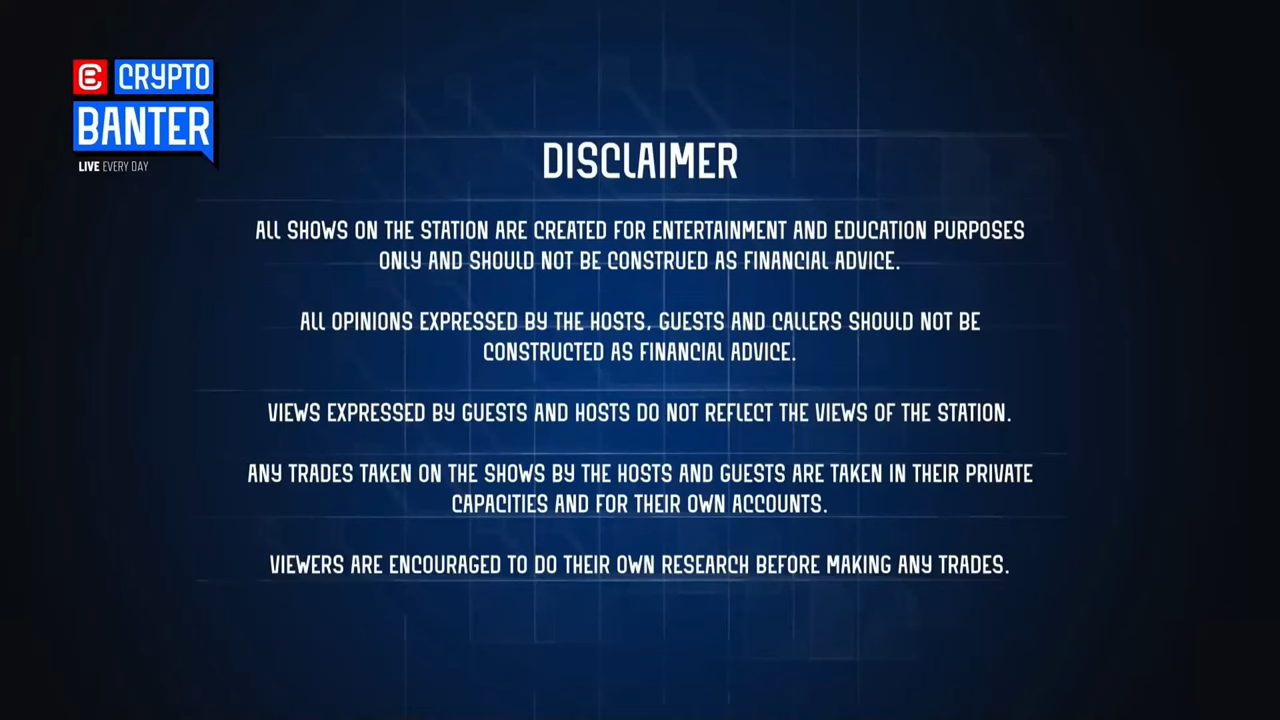 CRYPTO
BANTER
LIVE EVERY DAY
DISCLAIMER
ALL SHOWS ON THE STATION ARE CREATED FOR ENTERTAINMENT AND EDUCATION PURPOSES
ONLY AND SHOULD NOT BE CONSTRUED AS FINANCIAL ADVICE.
ALL OPINIONS EXPRESSED BY THE HOSTS, GUESTS AND CALLERS SHOULD NOT BE
CONSTRUCTED AS FINANCIAL ADVICE.
VIEWS EXPRESSED BY GUESTS AND HOSTS DO NOT REFLECT THE VIEWS OF THE STATION.
ANY TRADES TAKEN ON THE SHOWS BY THE HOSTS AND GUESTS ARE TAKEN IN THEIR PRIVATE
CAPACITIES AND FOR THEIR OWN ACCOUNTS.
VIEWERS ARE ENCOURAGED TO DO THEIR OWN RESEARCH BEFORE MAKING ANY TRADES.